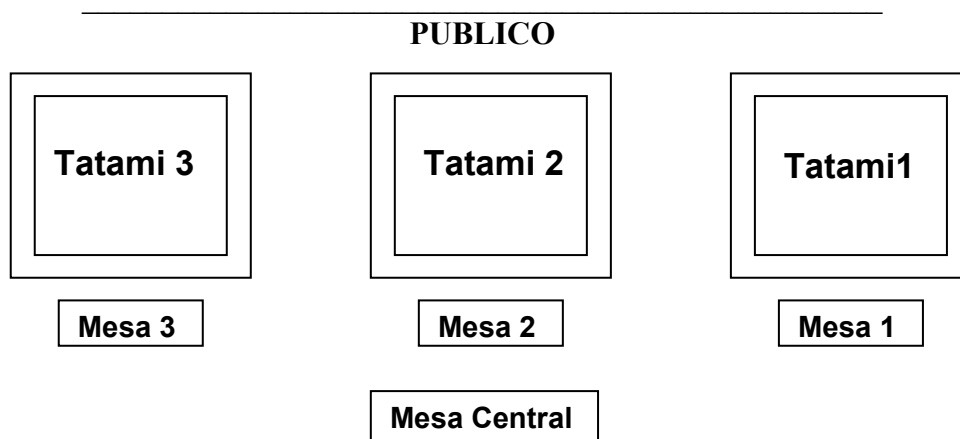 PUBLICO
Tatami 3
Tatami 2
Tatami1
Mesa 3
Mesa 2
Mesa 1
Mesa Central